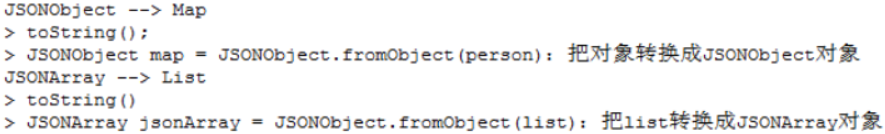 JSONObject --> Map
> toString();
> JSONObject map = JSONObject.fromObject(person): 把对象转换成JSONObject对象
JSONArray --> List
> toString()
> JSONArray jsonArray = JSONObject.fromObject(list): 把list转换成JSONArray对象